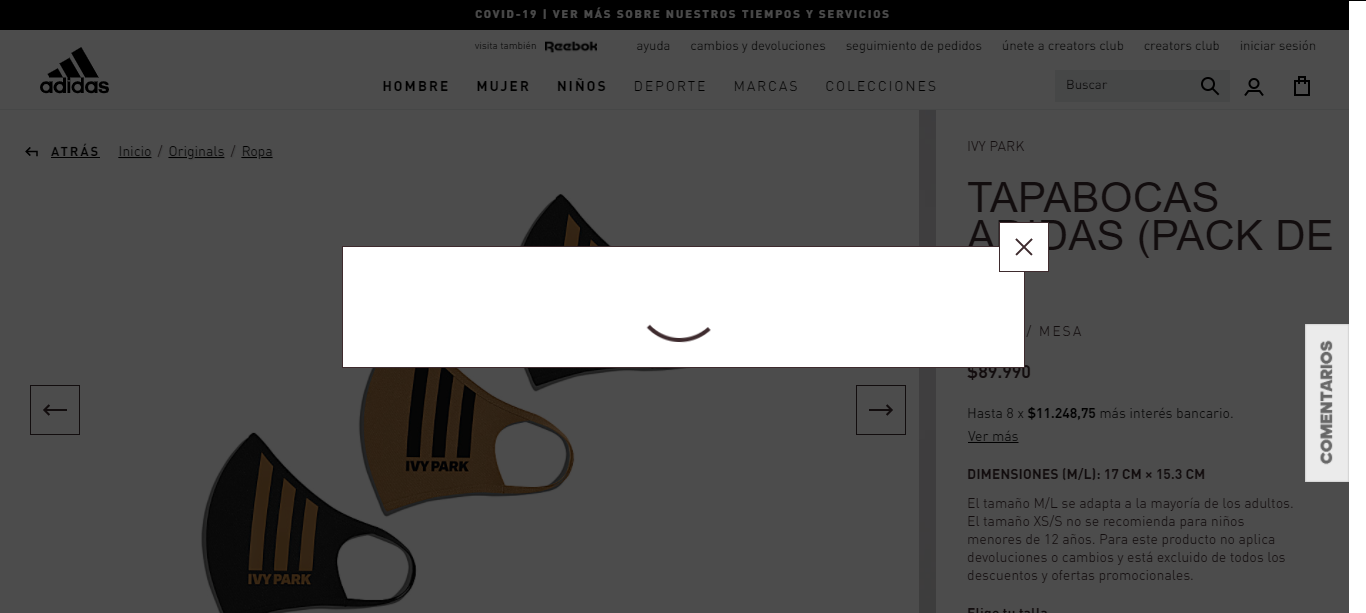 COVID-19 | VER MÁS SOBRE NUESTROS TIEMPOS Y SERVICIOS
visita también Reebok ayuda cambios y devoluciones seguimiento de pedidos únete a creators club creators club iniciar sesión
adidas
HOMBRE MUJER NIÑOS DEPORTE MARCAS COLECCIONES Buscar
ATRÁS Inicio / Originals / Ropa
IVY PARK
IVY PARK
IVY PARK
TAPABOCAS
ADIDAS (PACK DE
/ MESA
$89.990
Hasta 8 x $11.248,75 más interés bancario.
Ver más
DIMENSIONES (M/L): 17 CM × 15.3 CM
El tamaño M/L se adapta a la mayoría de los adultos.
El tamaño XS/S no se recomienda para niños
menores de 12 años. Para este producto no aplica
devoluciones o cambios y está excluido de todos los
descuentos y ofertas promocionales.
Elige tu talla
COMENTARIOS